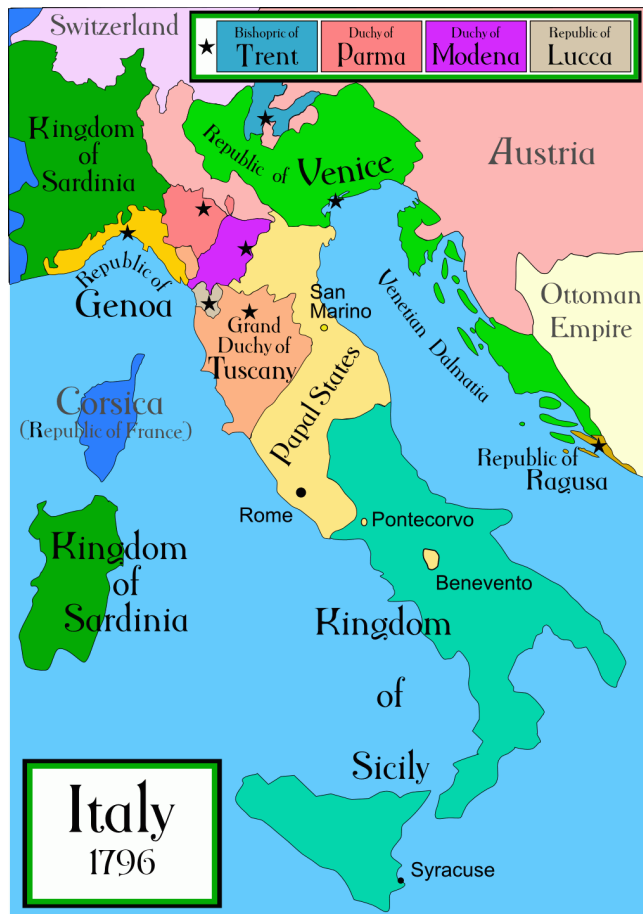 Switzerland
Bishopric of
Trent
Duchy of
Parma
Duchy of
Modena
Republic of
Lucca
Kingdom
of
Sardinia
Republic of Venice
Austria
Republic of
Genoa
San
Marino
Venetian Dalmatia
Ottoman
Empire
Grand
Duchy of
Tuscany
Papal States
Corsica
(Republic of France)
Republic of
Ragusa
Rome
Pontecorvo
Benevento
Kingdom
of
Sardinia
Kingdom
of
Sicily
Italy
1796
Syracuse